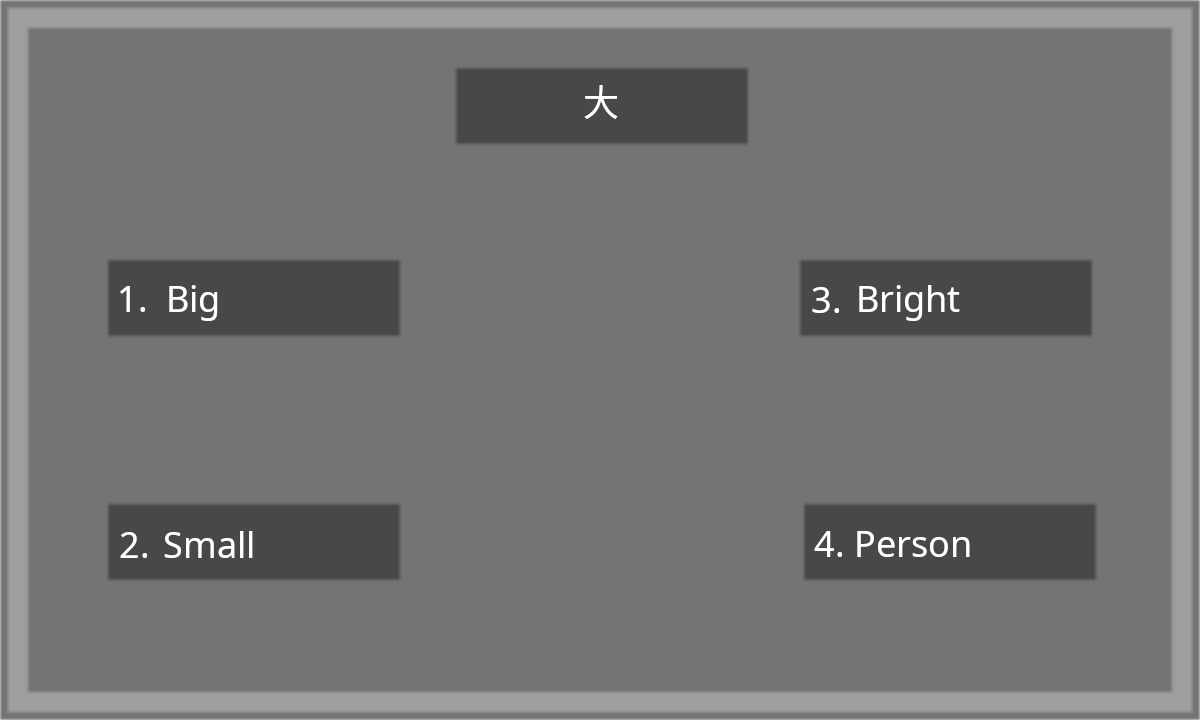 大
1. Big
2. Small
3. Bright
4. Person